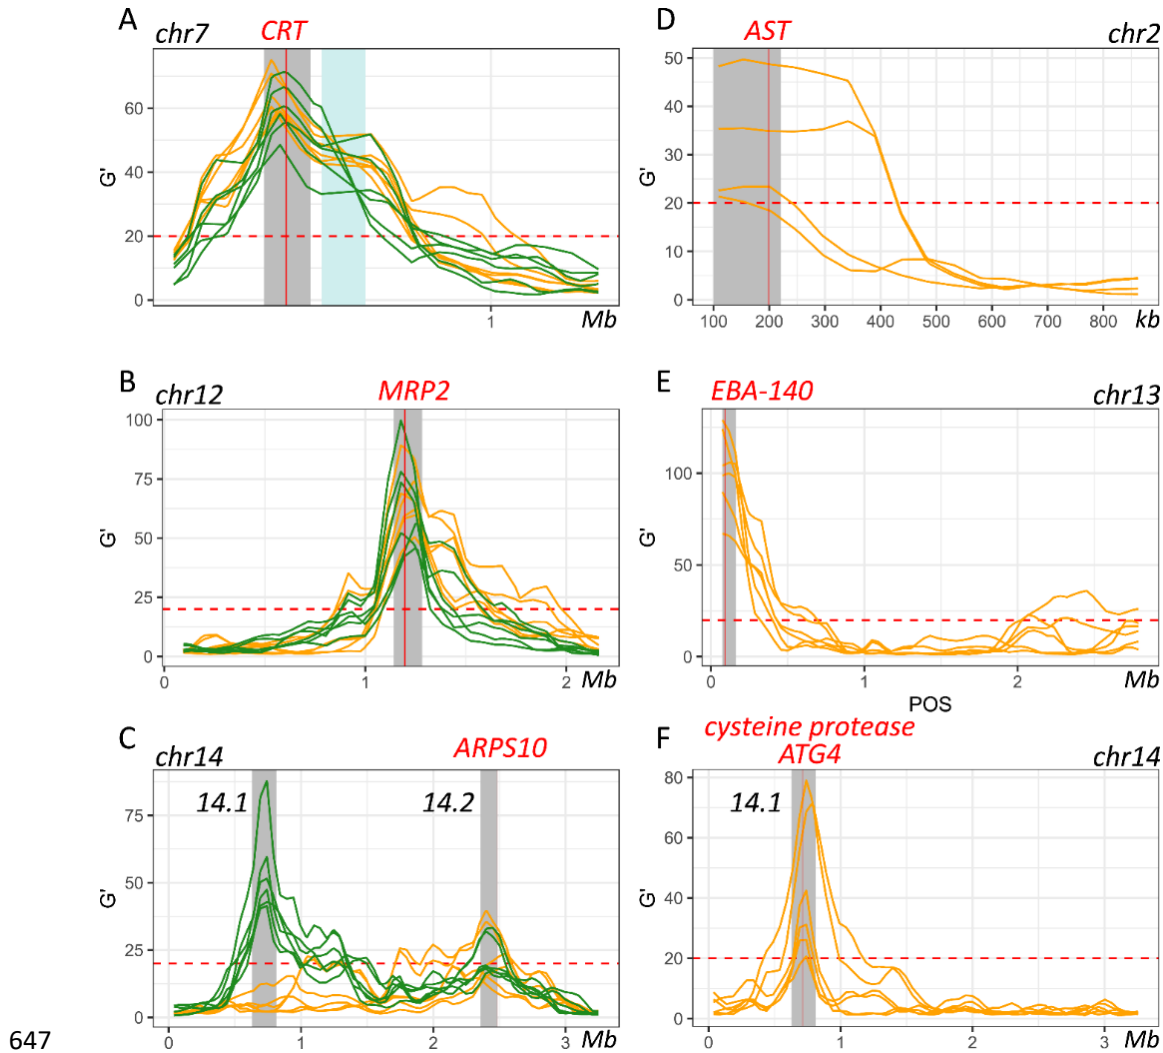 A chr7 CRT
G'
60
40
20
0
1 Mb
D AST chr2
G'
50
40
30
20
10
0
100 200 300 400 500 600 700 800 kb
B chr12 MRP2
G'
100
75
50
25
0
0 1 2 Mb
E EBA-140 chr13
G'
100
50
0
0 1 2 Mb
POS
C chr14 ARPS10
14.1 14.2
G'
75
50
25
0
0 1 2 3 Mb
F cysteine protease
ATG4 chr14
14.1
G'
80
60
40
20
0
0 1 2 3 Mb
647